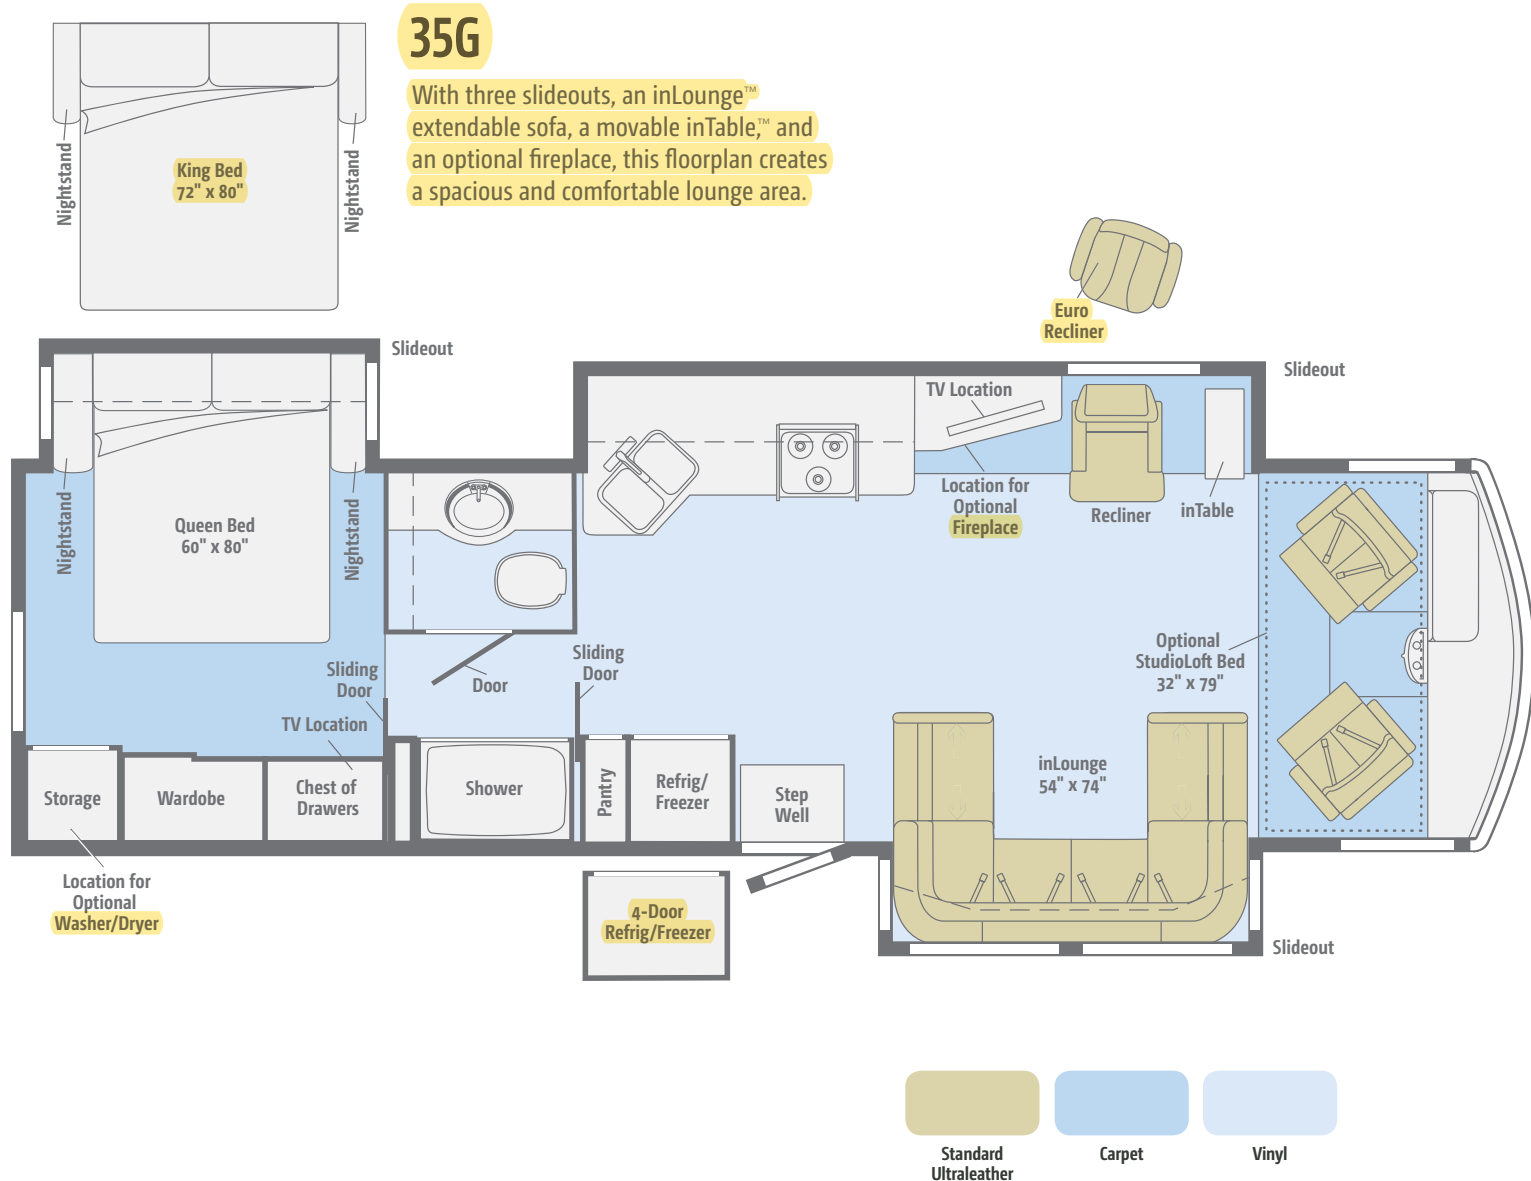 35G
With three slideouts, an inLounge™
extendable sofa, a movable inTable,™ and
an optional fireplace, this floorplan creates
a spacious and comfortable lounge area.
Nightstand
King Bed
72" x 80"
Nightstand
Euro
Recliner
Slideout
Slideout
Nightstand
Queen Bed
60" x 80"
Nightstand
TV Location
Location for
Optional
Fireplace
Recliner
inTable
Sliding
Door
TV Location
Door
Sliding
Door
Optional
StudioLoft Bed
32" x 79"
Storage
Wardobe
Chest of
Drawers
Shower
Pantry
Refrig/
Freezer
Step
Well
inLounge
54" x 74"
Location for
Optional
Washer/Dryer
4-Door
Refrig/Freezer
Slideout
Standard
Ultraleather
Carpet
Vinyl